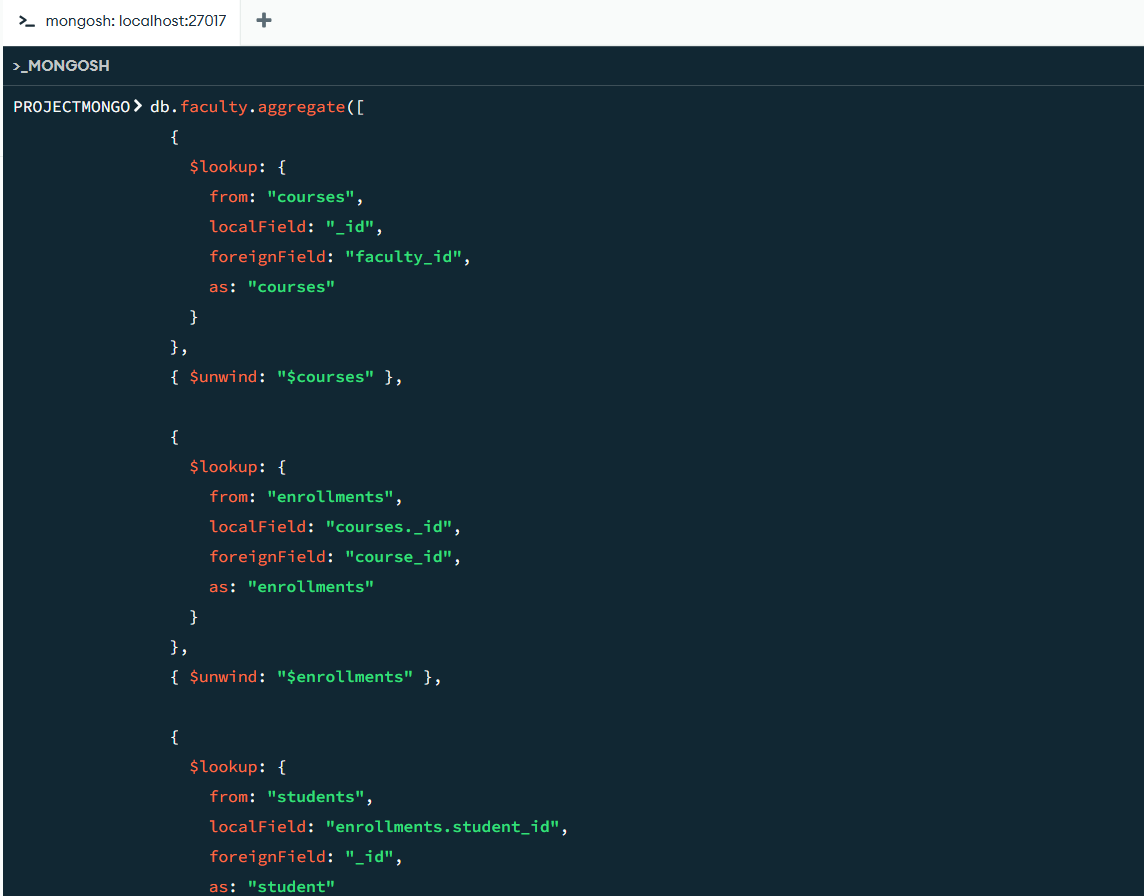 mongosh: localhost:27017
>_MONGOSH
PROJECTMONGO> db.faculty.aggregate([
{
$lookup: {
from: "courses",
localField: "_id",
foreignField: "faculty_id",
as: "courses"
}
},
{ $unwind: "$courses" },
{
$lookup: {
from: "enrollments",
localField: "courses._id",
foreignField: "course_id",
as: "enrollments"
}
},
{ $unwind: "$enrollments" },
{
$lookup: {
from: "students",
localField: "enrollments.student_id",
foreignField: "_id",
as: "student"